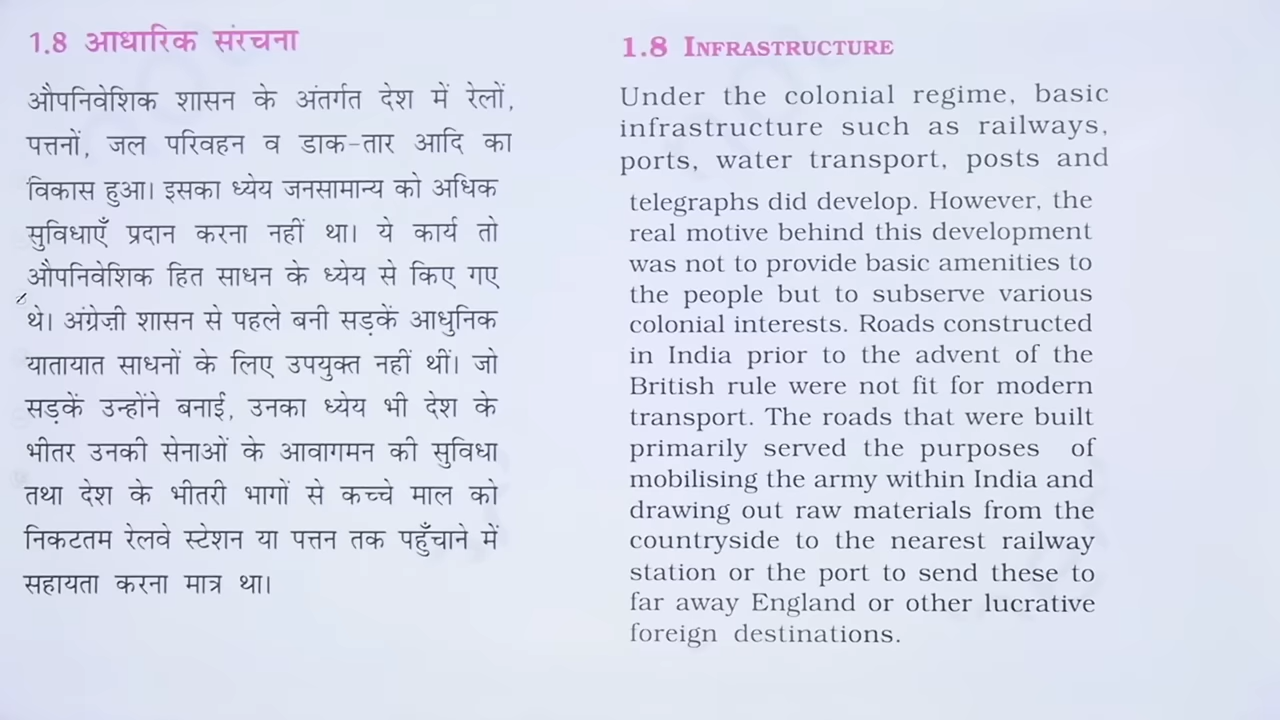 1.8 आधारिक संरचना
औपनिवेशिक शासन के अंतर्गत देश में रेलों,
पत्तनों, जल परिवहन व डाक-तार आदि का
विकास हुआ। इसका ध्येय जनसामान्य को अधिक
सुविधाएँ प्रदान करना नहीं था। ये कार्य तो
औपनिवेशिक हित साधन के ध्येय से किए गए
थे। अंग्रेज़ी शासन से पहले बनी सड़कें आधुनिक
यातायात साधनों के लिए उपयुक्त नहीं थीं। जो
सड़कें उन्होंने बनाई, उनका ध्येय भी देश के
भीतर उनकी सेनाओं के आवागमन की सुविधा
तथा देश के भीतरी भागों से कच्चे माल को
निकटतम रेलवे स्टेशन या पत्तन तक पहुँचाने में
सहायता करना मात्र था।
1.8 INFRASTRUCTURE
Under the colonial regime, basic
infrastructure such as railways,
ports, water transport, posts and
telegraphs did develop. However, the
real motive behind this development
was not to provide basic amenities to
the people but to subserve various
colonial interests. Roads constructed
in India prior to the advent of the
British rule were not fit for modern
transport. The roads that were built
primarily served the purposes of
mobilising the army within India and
drawing out raw materials from the
countryside to the nearest railway
station or the port to send these to
far away England or other lucrative
foreign destinations.